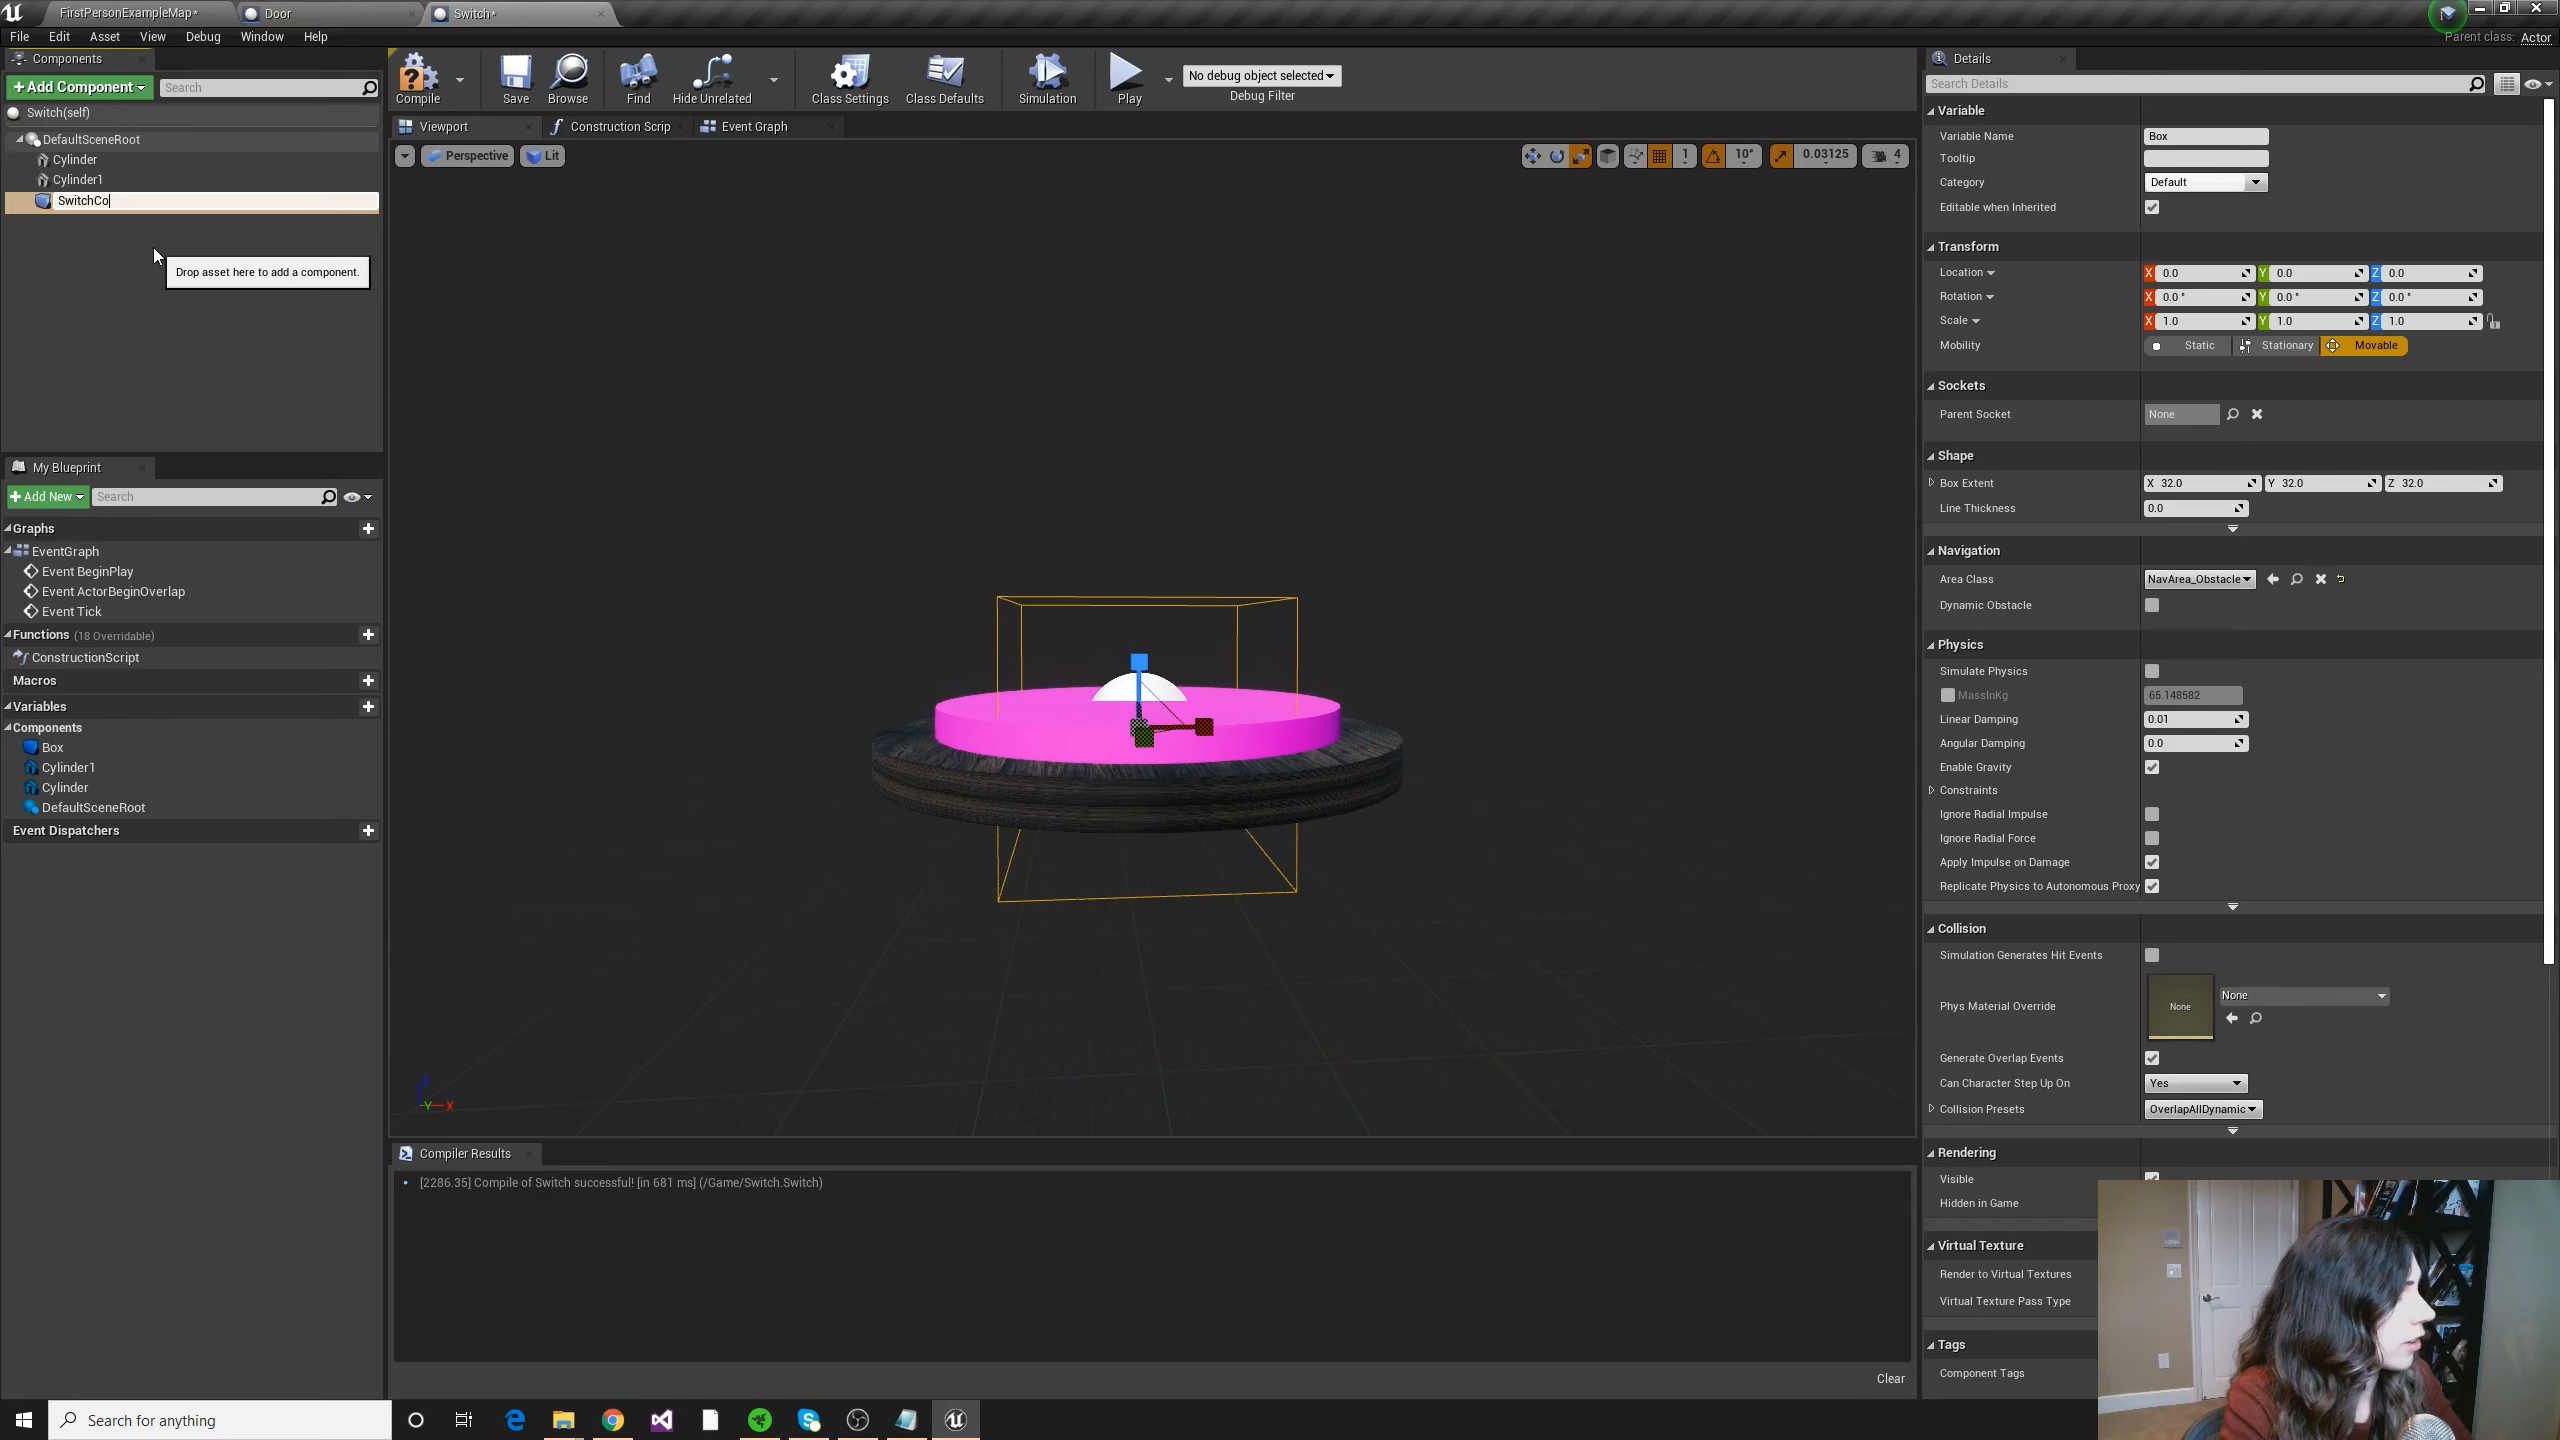 FirstPersonExampleMap*
Door
Switch*
File Edit Asset View Debug Window Help
Parent class: Actor
Components
+Add Component
Search
Switch(self)
DefaultSceneRoot
Cylinder
Cylinder1
SwitchCo
Drop asset here to add a component.
My Blueprint
+Add New
Search
Graphs
EventGraph
Event BeginPlay
Event ActorBeginOverlap
Event Tick
Functions (18 Overridable)
ConstructionScript
Macros
Variables
Components
Box
Cylinder1
Cylinder
DefaultSceneRoot
Event Dispatchers
Compile
Save
Browse
Find
Hide Unrelated
Class Settings
Class Defaults
Simulation
Play
No debug object selected
Debug Filter
Viewport
Construction Scrip
Event Graph
Perspective
Lit
1
10°
0.03125
4
Z
Y
X
Compiler Results
[2286.35] Compile of Switch successful! [in 681 ms] (/Game/Switch.Switch)
Clear
Details
Search Details
Variable
Variable Name Box
Tooltip
Category Default
Editable when Inherited
Transform
Location X 0.0 Y 0.0 Z 0.0
Rotation X 0.0 ° Y 0.0 ° Z 0.0 °
Scale X 1.0 Y 1.0 Z 1.0
Mobility Static Stationary Movable
Sockets
Parent Socket None
Shape
Box Extent X 32.0 Y 32.0 Z 32.0
Line Thickness 0.0
Navigation
Area Class NavArea_Obstacle
Dynamic Obstacle
Physics
Simulate Physics
MassInKg 65.148582
Linear Damping 0.01
Angular Damping 0.0
Enable Gravity
Constraints
Ignore Radial Impulse
Ignore Radial Force
Apply Impulse on Damage
Replicate Physics to Autonomous Proxy
Collision
Simulation Generates Hit Events
Phys Material Override None None
Generate Overlap Events
Can Character Step Up On Yes
Collision Presets OverlapAllDynamic
Rendering
Visible
Hidden in Game
Virtual Texture
Render to Virtual Textures
Virtual Texture Pass Type
Tags
Component Tags
Search for anything